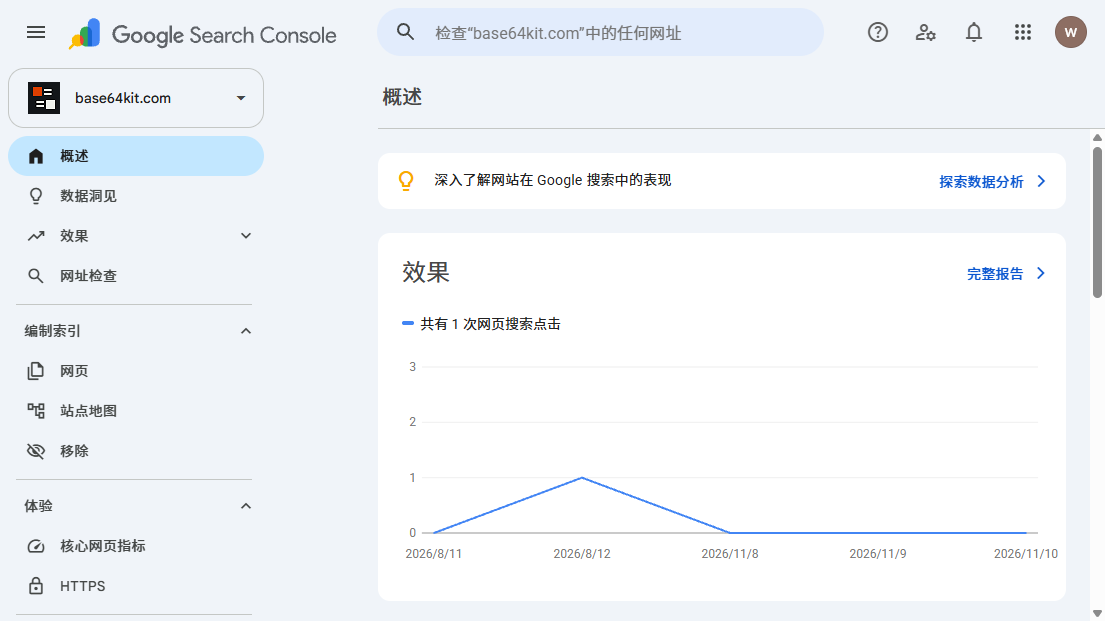 Google Search Console
检查“base64kit.com”中的任何网址
W
base64kit.com
概述
数据洞见
效果
网址检查
编制索引
网页
站点地图
移除
体验
核心网页指标
HTTPS
概述
深入了解网站在 Google 搜索中的表现
探索数据分析
效果
完整报告
共有 1 次网页搜索点击
3
2
1
0
2026/8/11
2026/8/12
2026/11/8
2026/11/9
2026/11/10